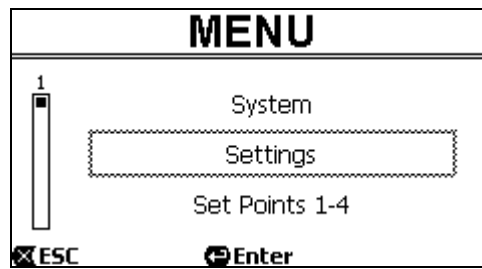 MENU
1
System
Settings
Set Points 1-4
ESC Enter